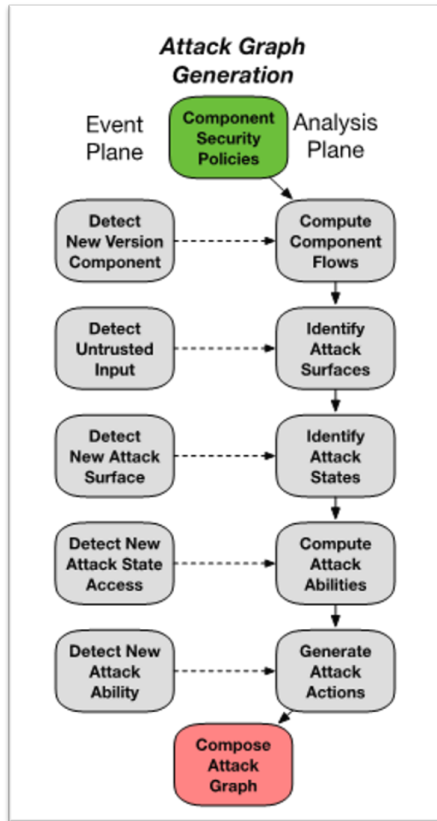 Attack Graph
Generation
Event
Plane
Component
Security
Policies
Analysis
Plane
Detect
New Version
Component
Compute
Component
Flows
Detect
Untrusted
Input
Identify
Attack
Surfaces
Detect
New Attack
Surface
Identify
Attack
States
Detect New
Attack State
Access
Compute
Attack
Abilities
Detect New
Attack
Ability
Generate
Attack
Actions
Compose
Attack
Graph